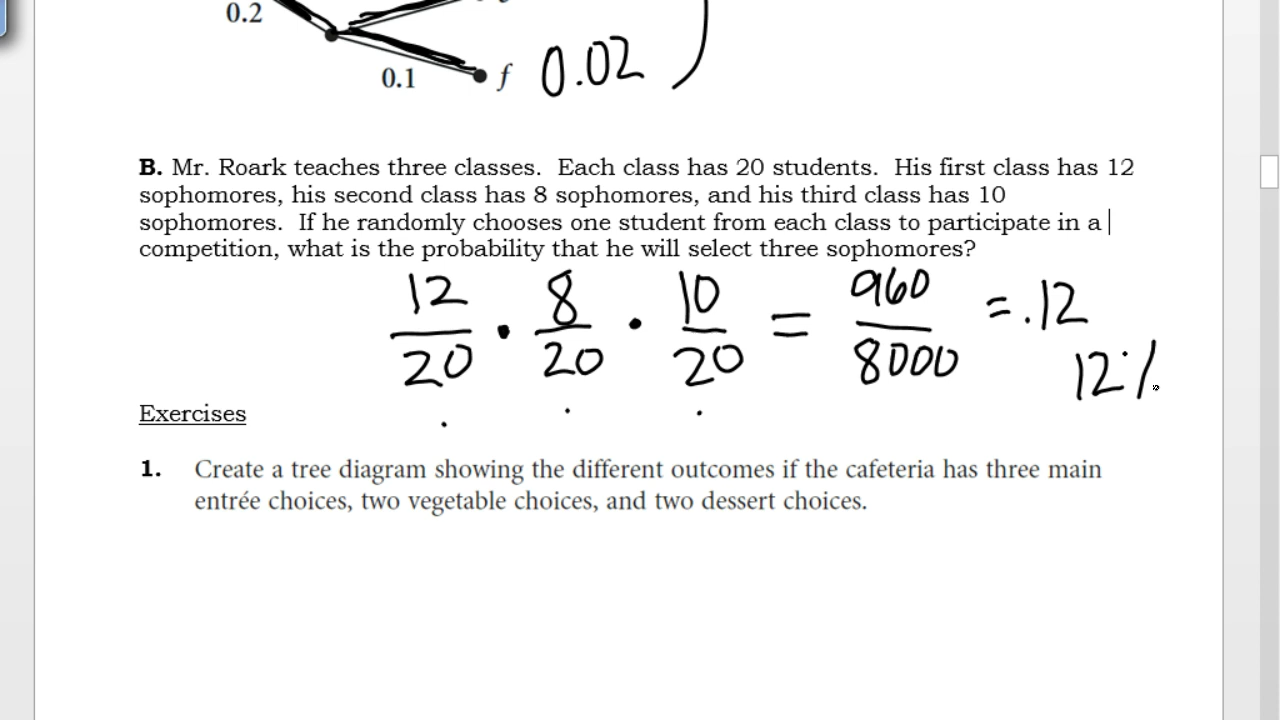 0.2
0.1 f 0.02 )
B. Mr. Roark teaches three classes. Each class has 20 students. His first class has 12
sophomores, his second class has 8 sophomores, and his third class has 10
sophomores. If he randomly chooses one student from each class to participate in a
competition, what is the probability that he will select three sophomores?
12/20 · 8/20 · 10/20 = 960/8000 = .12
12%
Exercises
1. Create a tree diagram showing the different outcomes if the cafeteria has three main
entrée choices, two vegetable choices, and two dessert choices.